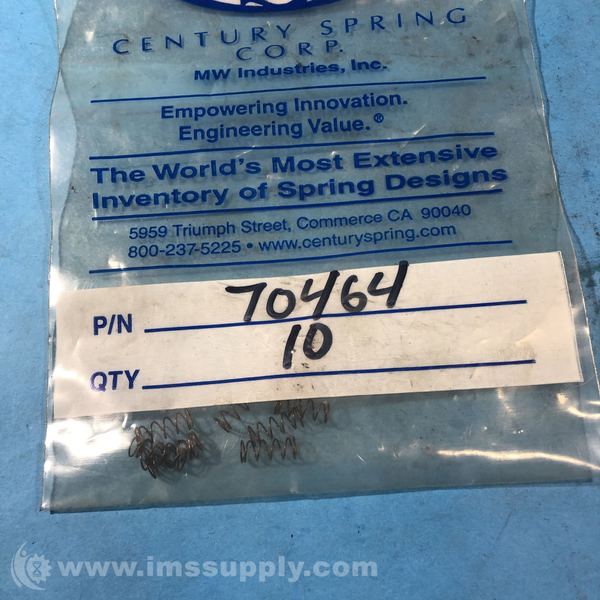 CENTURY SPRING
CORP.
MW Industries, Inc.
Empowering Innovation.
Engineering Value.®
The World's Most Extensive
Inventory of Spring Designs
5959 Triumph Street, Commerce CA 90040
800-237-5225 • www.centuryspring.com
P/N 70464
QTY 10
www.imssupply.com